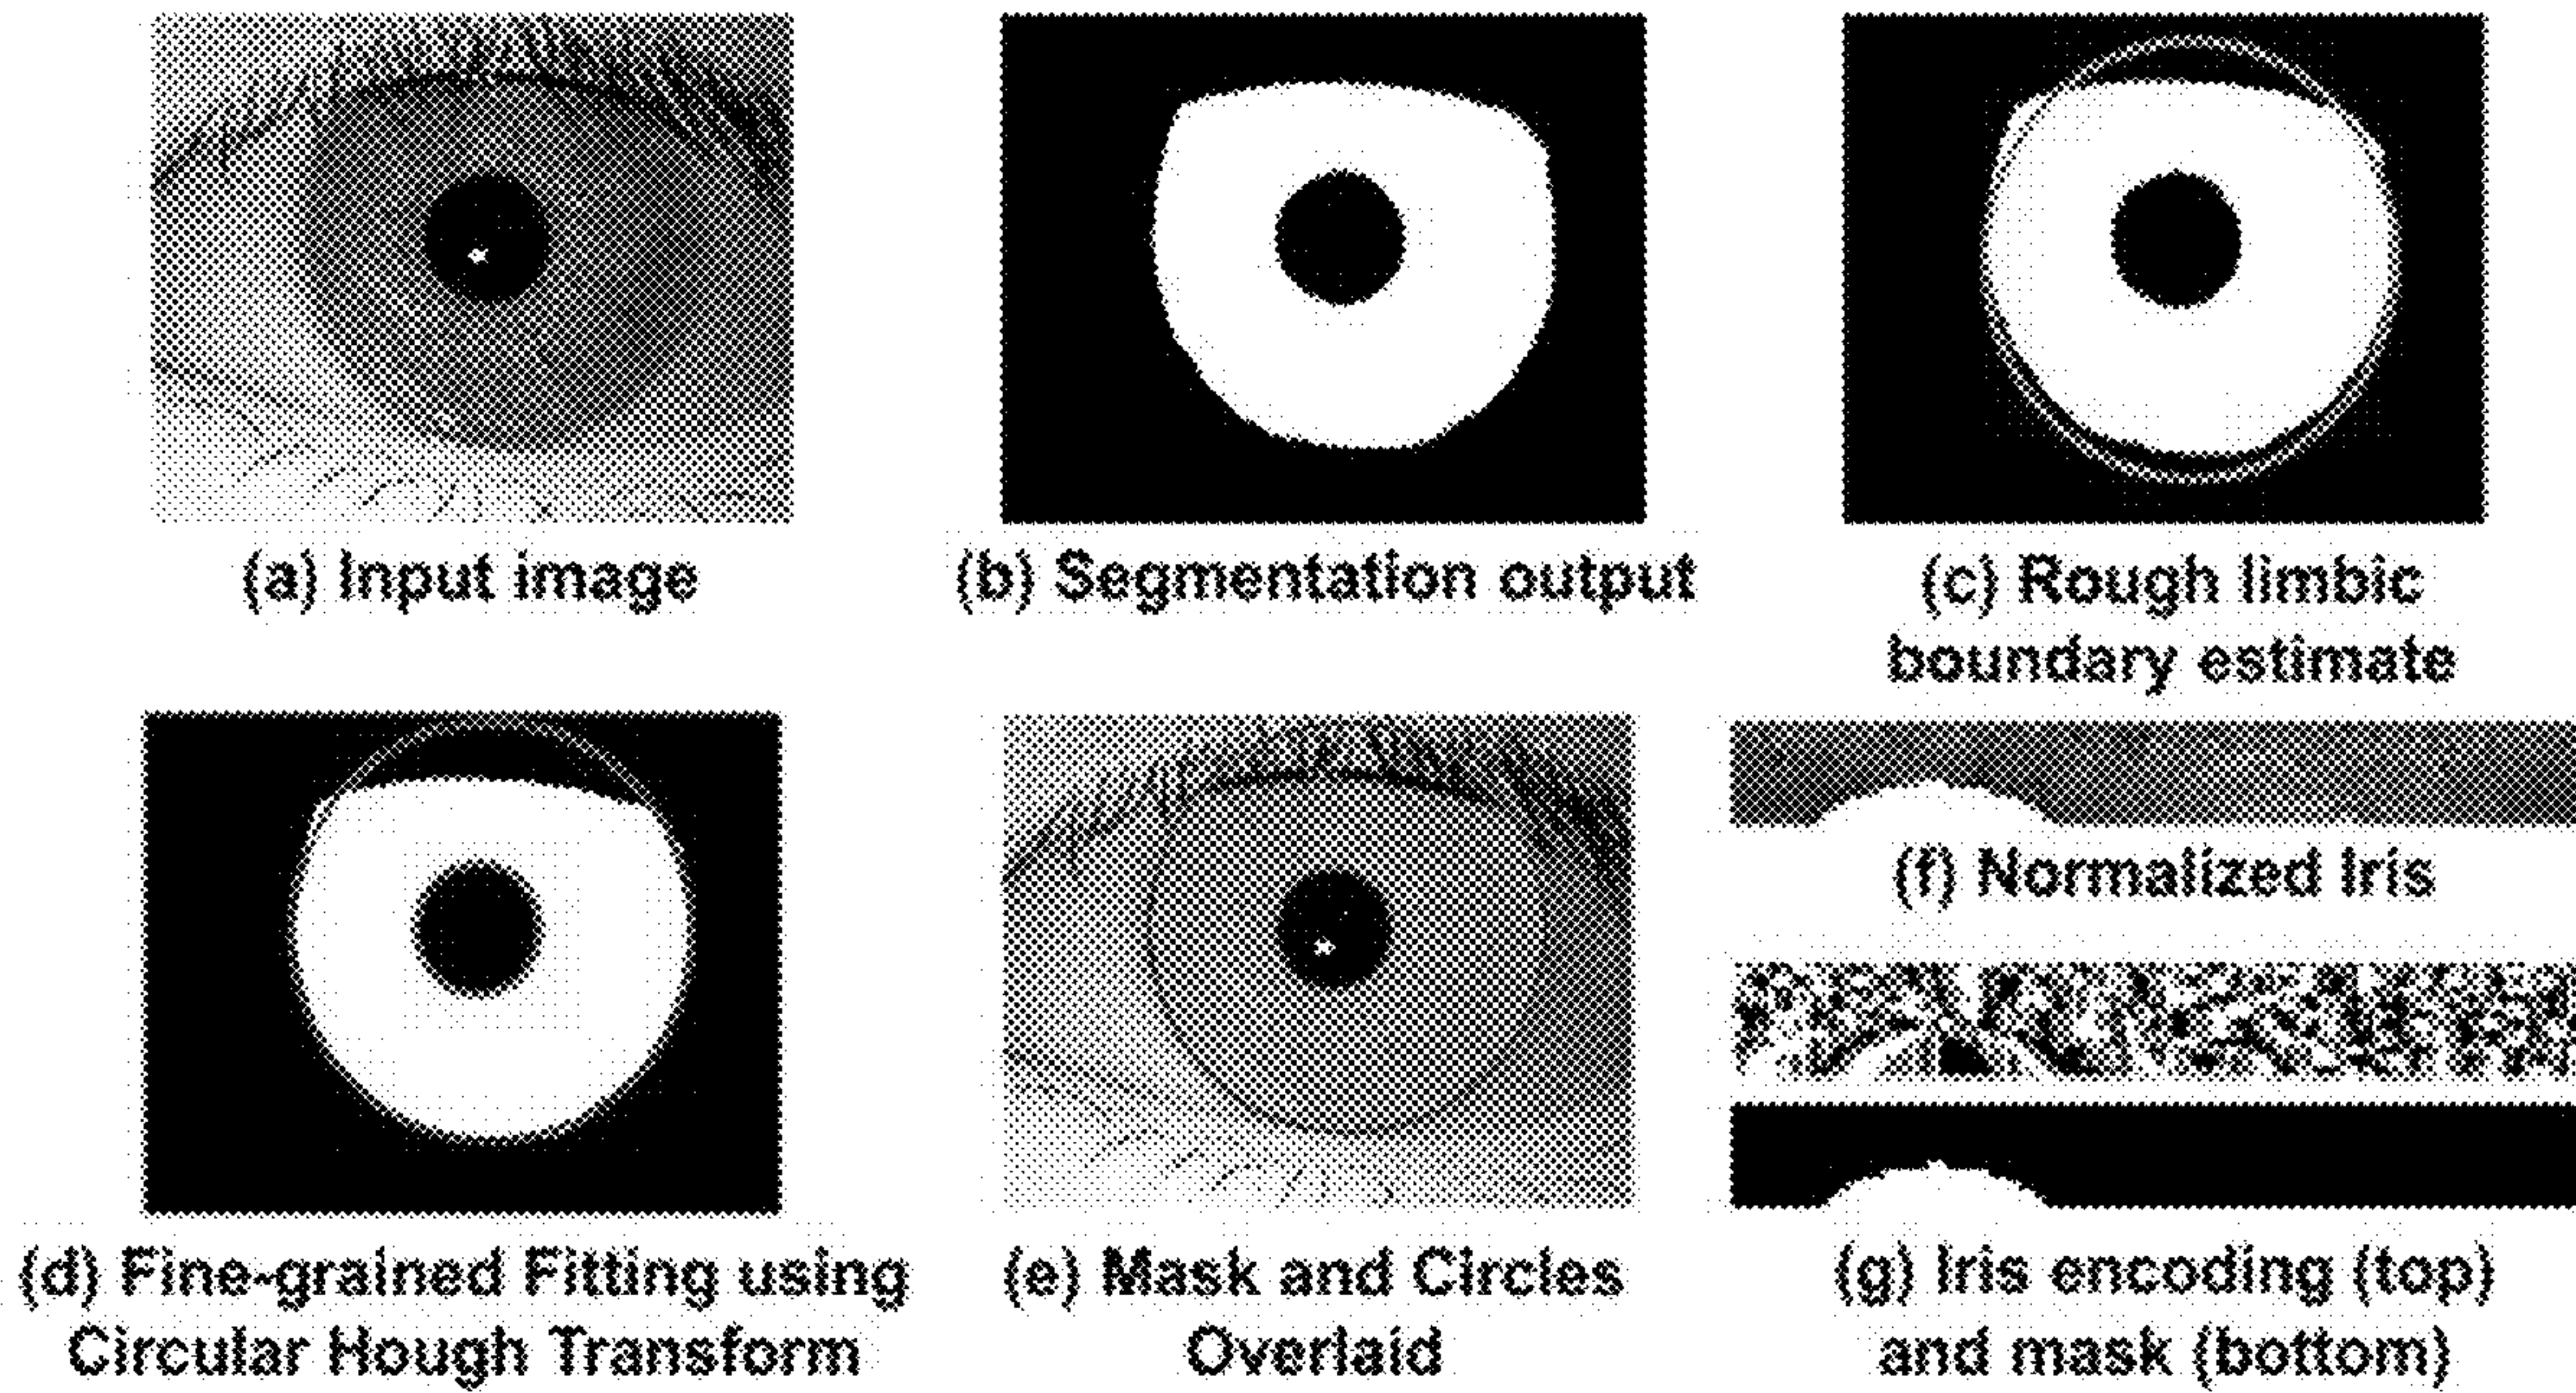 (a) Input image
(b) Segmentation output
(c) Rough limbic
boundary estimate
(d) Fine-grained Fitting using
Circular Hough Transform
(e) Mask and Circles
Overlaid
(f) Normalized Iris
(g) Iris encoding (top)
and mask (bottom)